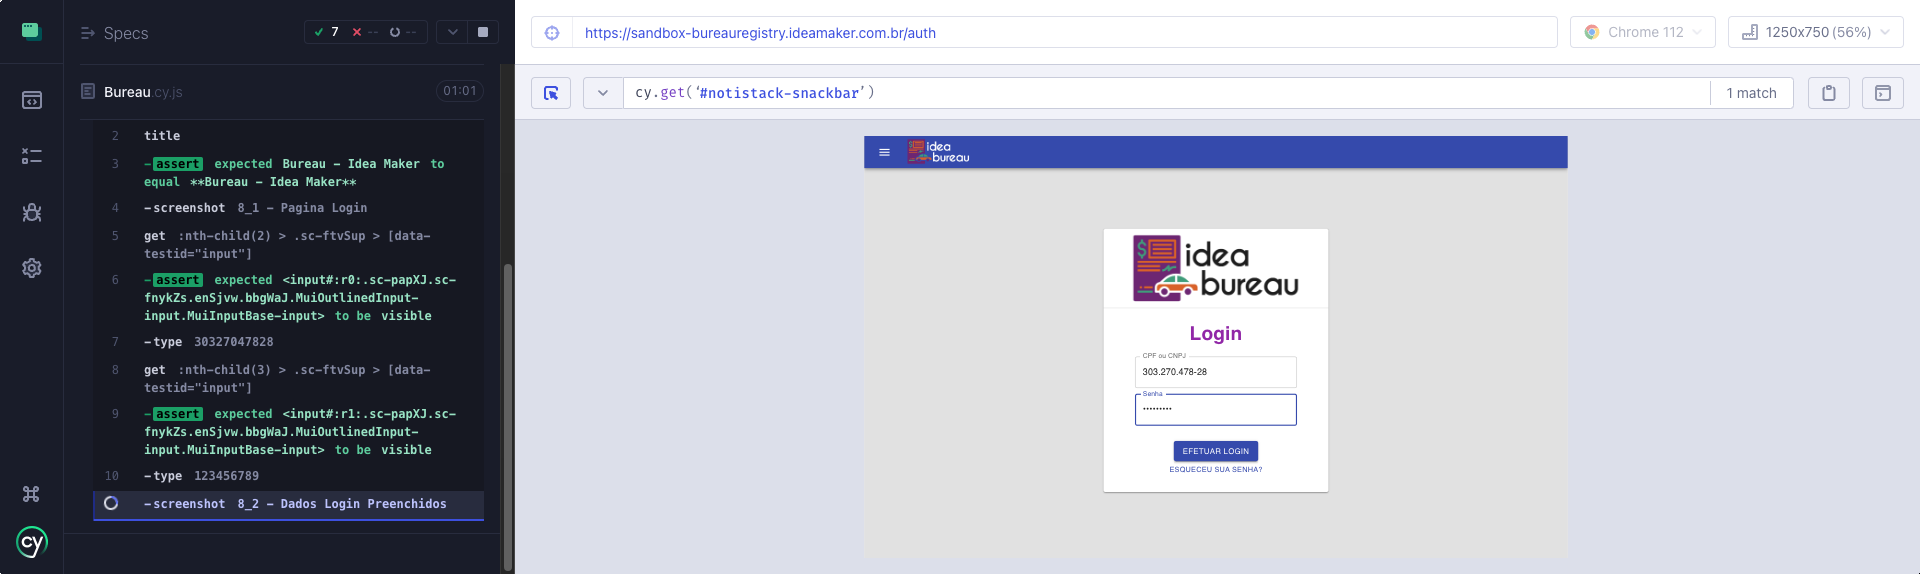 Specs
7 -- --
Bureau.cy.js 01:01
2 title
3 -assert expected Bureau - Idea Maker to
equal **Bureau - Idea Maker**
4 -screenshot 8_1 - Pagina Login
5 get :nth-child(2) > .sc-ftvSup > [data-
testid="input"]
6 -assert expected <input#:r0:.sc-papXJ.sc-
fnykZs.enSjvw.bbgWaJ.MuiOutlinedInput-
input.MuiInputBase-input> to be visible
7 -type 30327047828
8 get :nth-child(3) > .sc-ftvSup > [data-
testid="input"]
9 -assert expected <input#:r1:.sc-papXJ.sc-
fnykZs.enSjvw.bbgWaJ.MuiOutlinedInput-
input.MuiInputBase-input> to be visible
10 -type 123456789
-screenshot 8_2 - Dados Login Preenchidos
cy
https://sandbox-bureauregistry.ideamaker.com.br/auth
Chrome 112
1250x750 (56%)
cy.get('#notistack-snackbar')
1 match
idea
bureau
idea
bureau
Login
CPF ou CNPJ
303.270.478-28
Senha
•••••••••
EFETUAR LOGIN
ESQUECEU SUA SENHA?